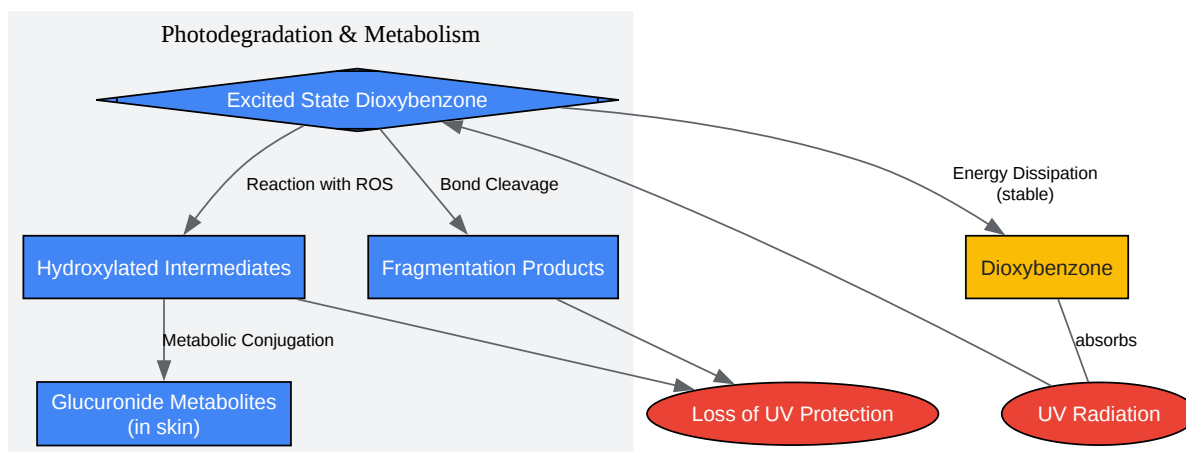 Photodegradation & Metabolism
Excited State Dioxybenzone
Reaction with ROS
Bond Cleavage
Energy Dissipation
(stable)
Hydroxylated Intermediates
Fragmentation Products
Dioxybenzone
Metabolic Conjugation
absorbs
Glucuronide Metabolites
(in skin)
Loss of UV Protection
UV Radiation